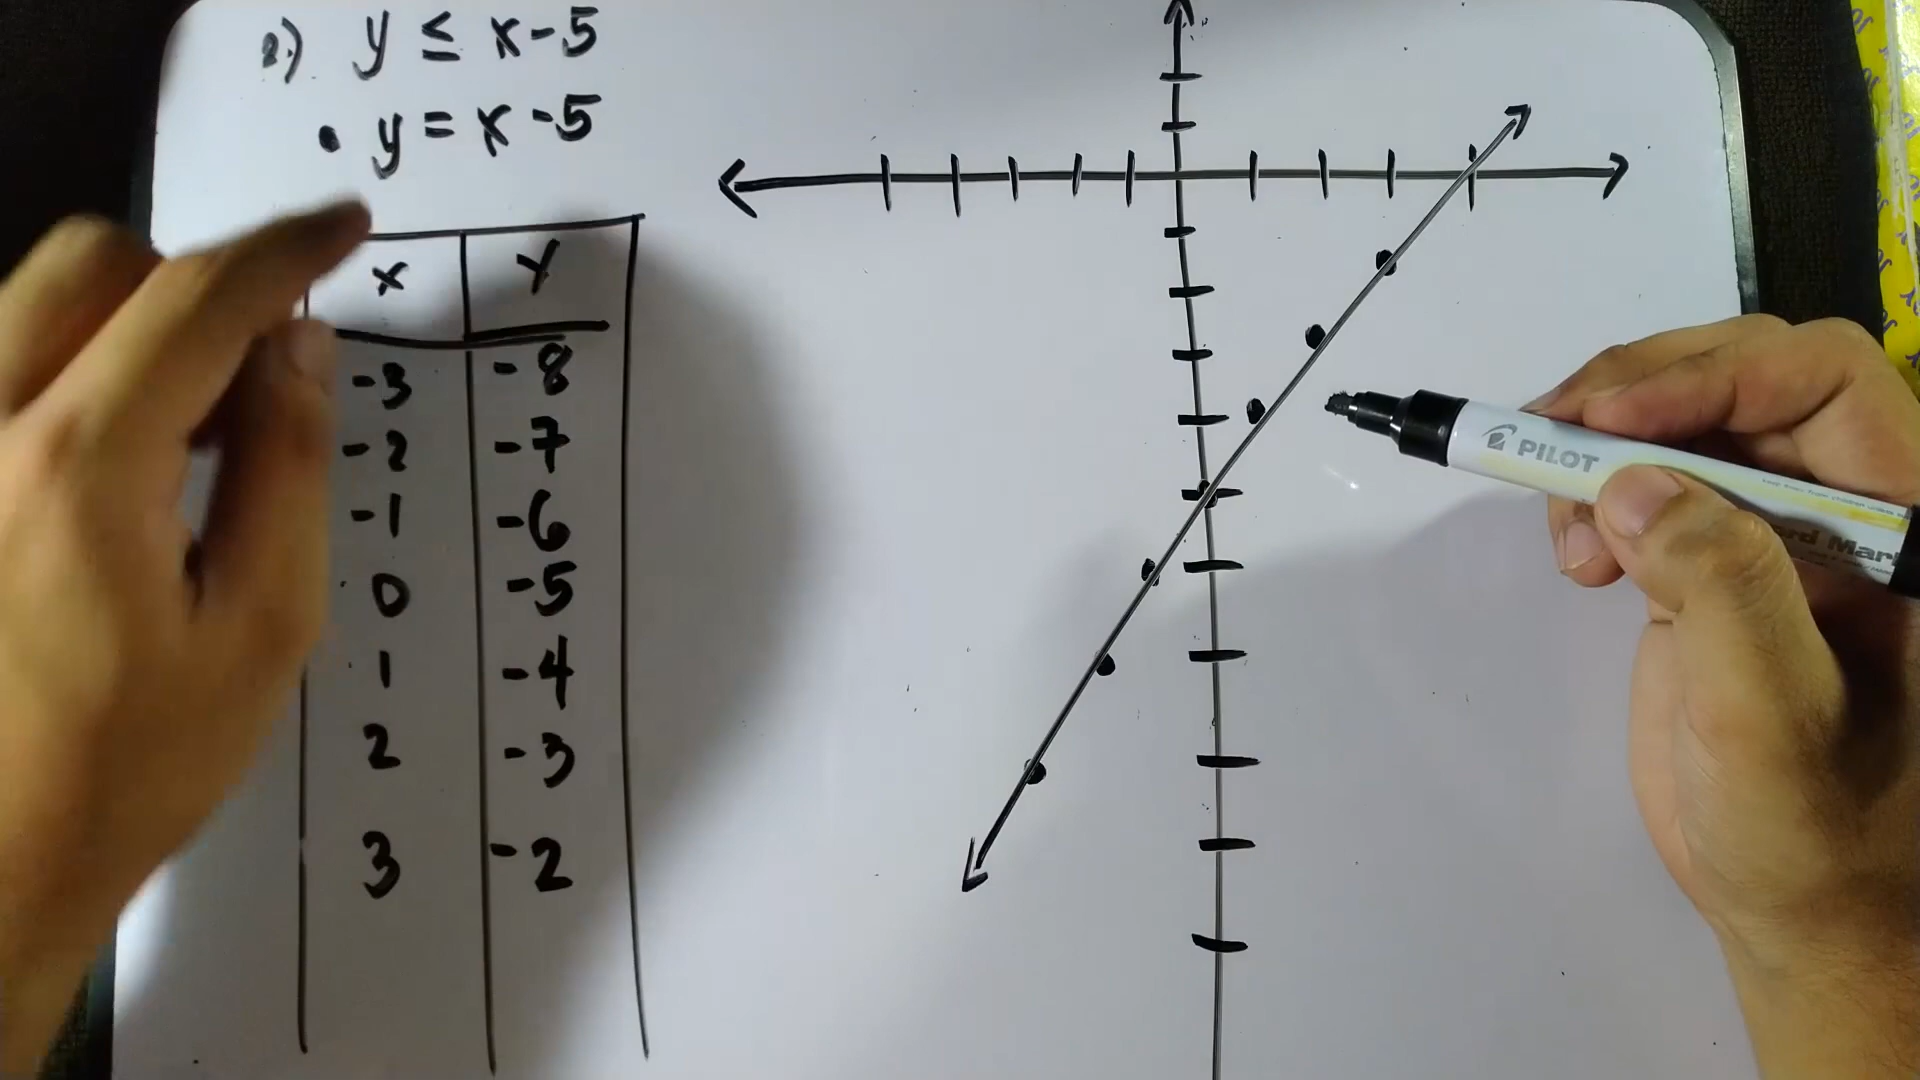 2.) y ≤ x - 5
• y = x - 5
x y
-3 -8
-2 -7
-1 -6
0 -5
1 -4
2 -3
3 -2
PILOT